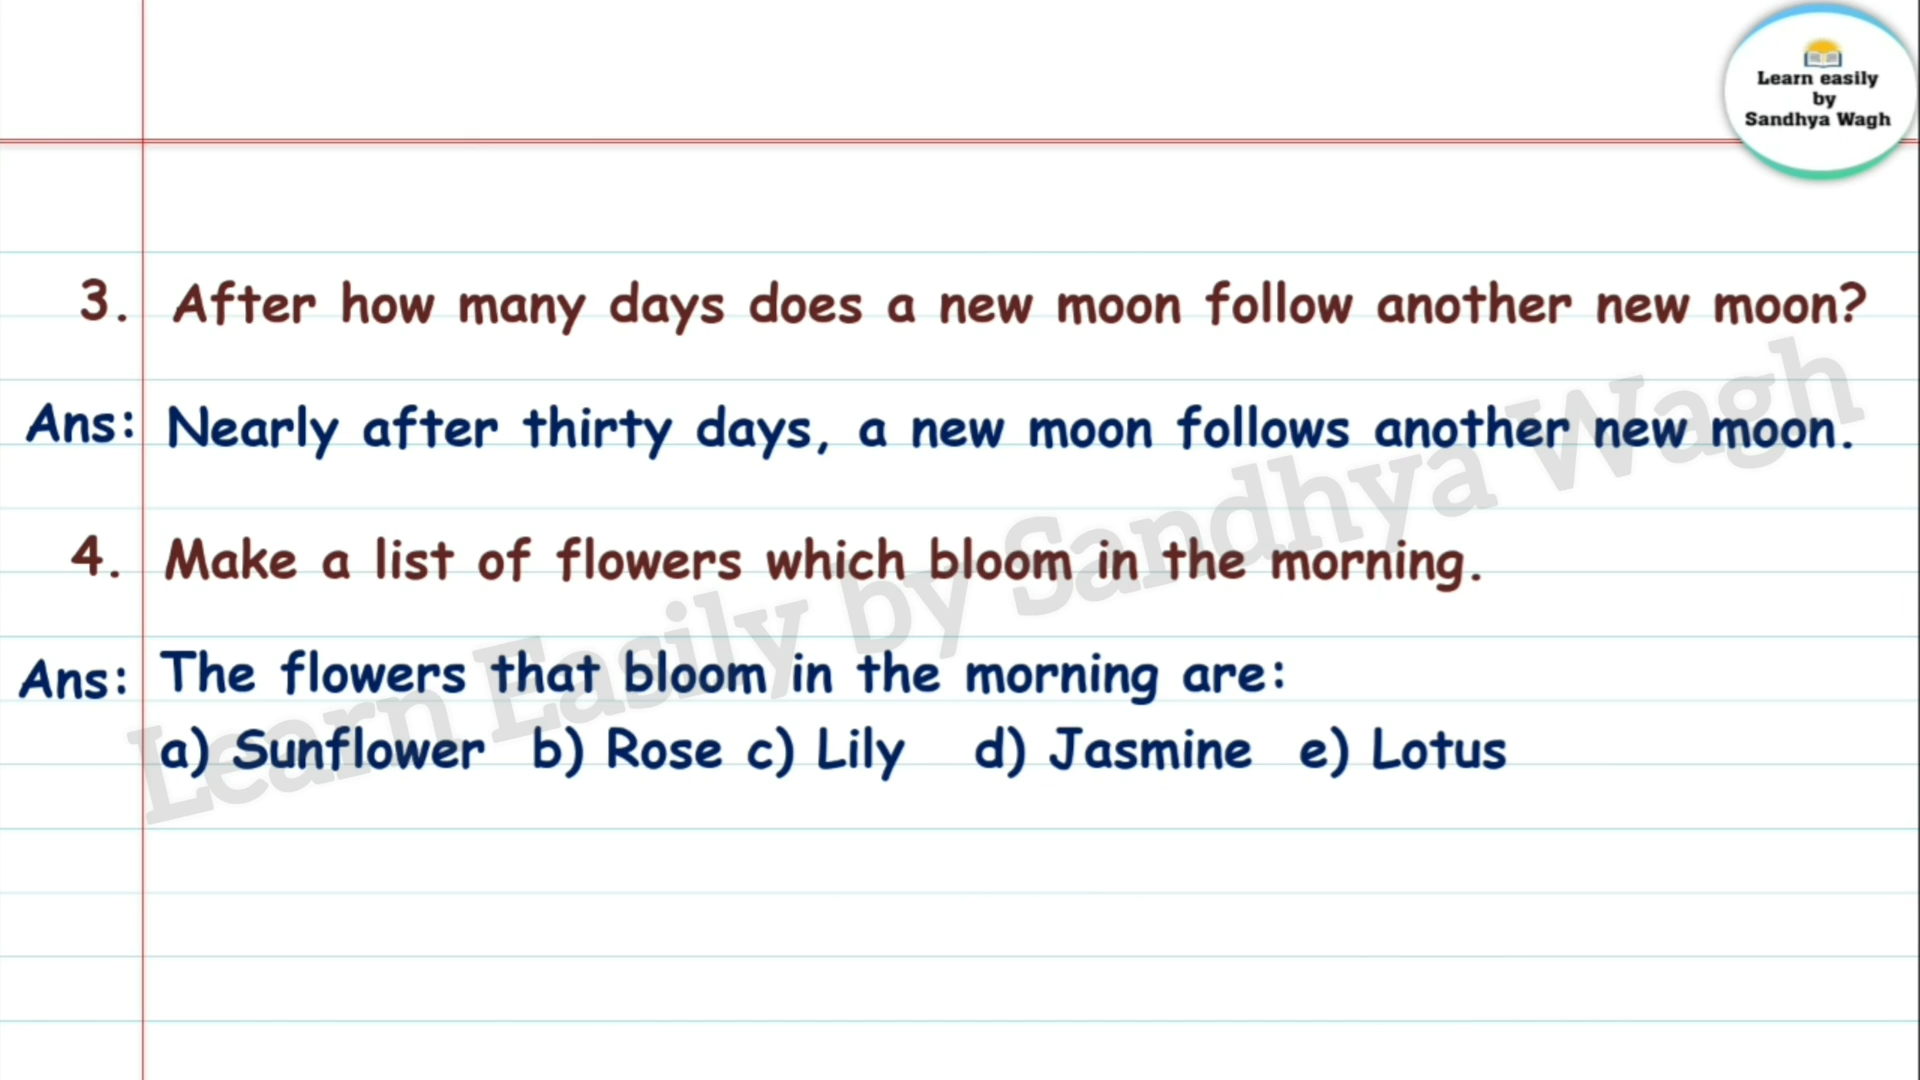 Learn easily
by
Sandhya Wagh
3. After how many days does a new moon follow another new moon?
Ans: Nearly after thirty days, a new moon follows another new moon.
4. Make a list of flowers which bloom in the morning.
Ans: The flowers that bloom in the morning are:
a) Sunflower b) Rose c) Lily d) Jasmine e) Lotus
Learn Easily by Sandhya Wagh